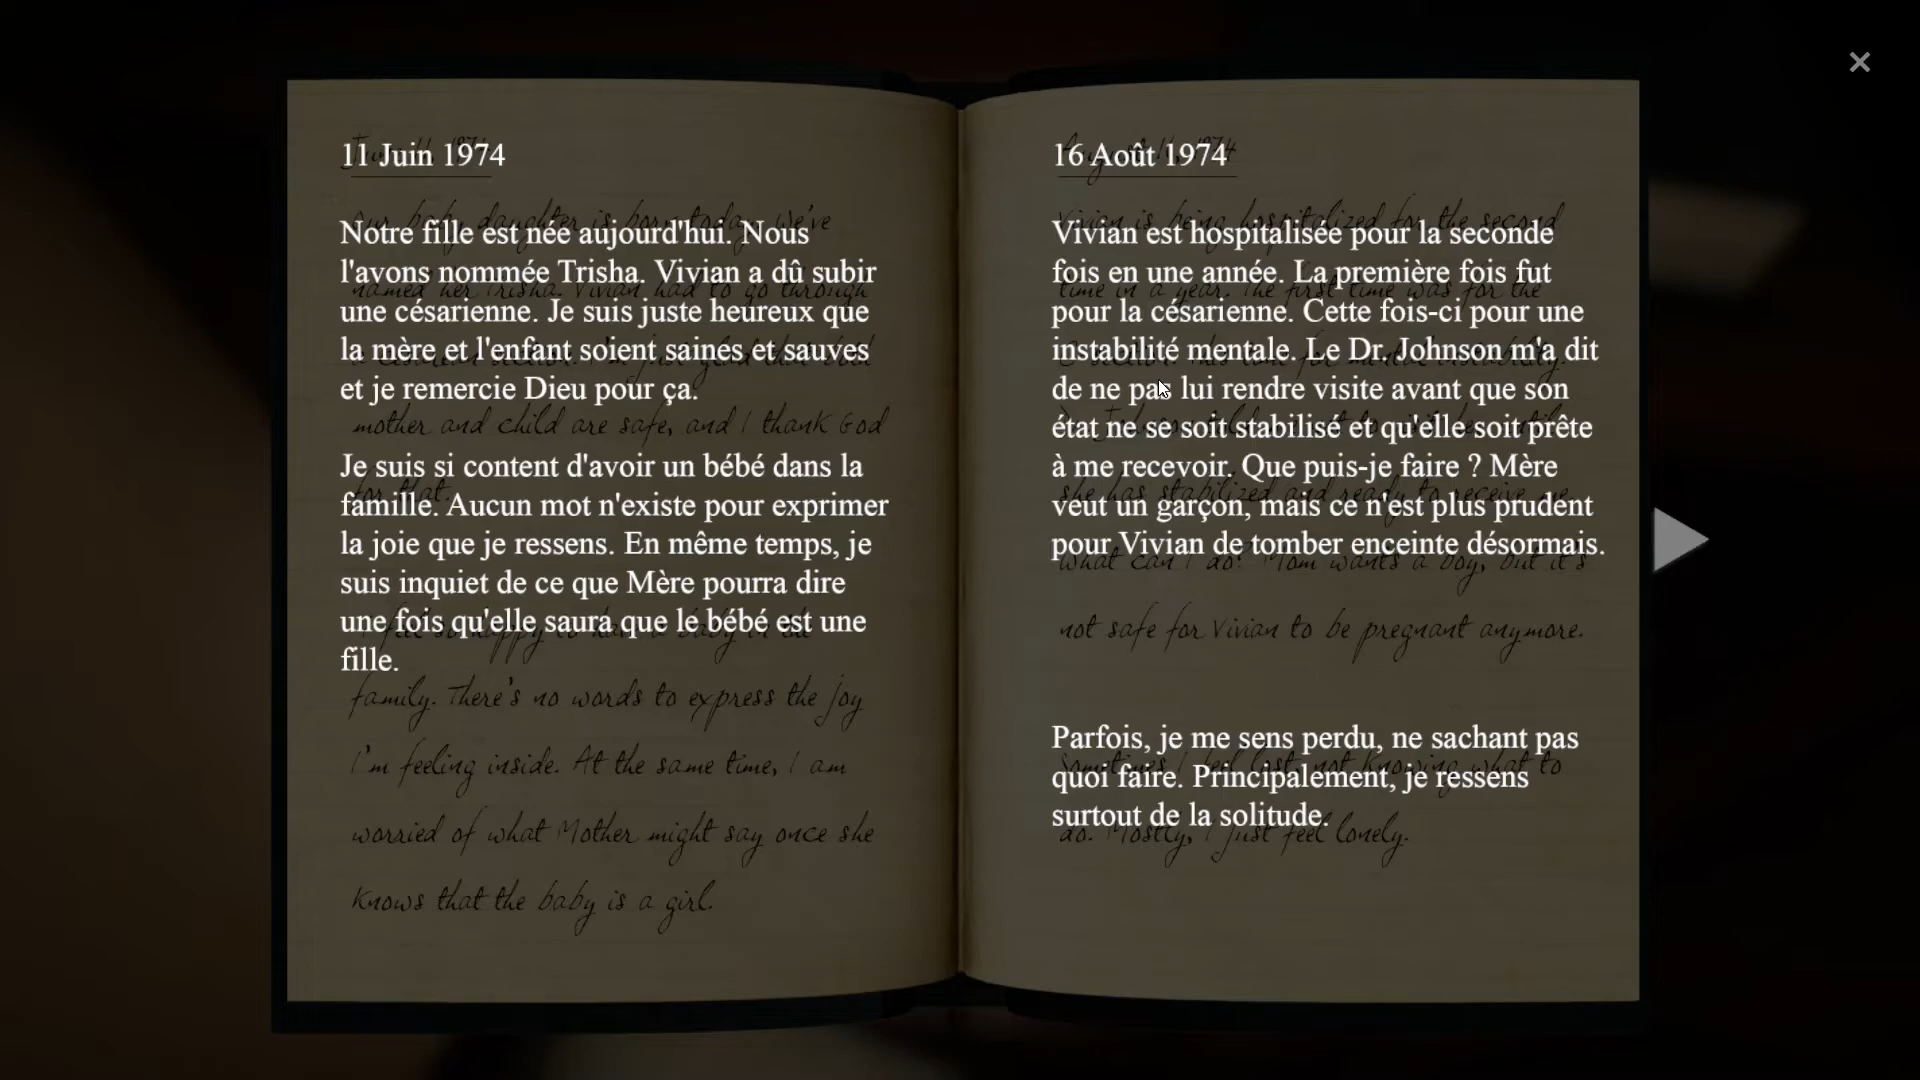 11 Juin 1974
Notre fille est née aujourd'hui. Nous
l'avons nommée Trisha. Vivian a dû subir
une césarienne. Je suis juste heureux que
la mère et l'enfant soient saines et sauves
et je remercie Dieu pour ça.
Je suis si content d'avoir un bébé dans la
famille. Aucun mot n'existe pour exprimer
la joie que je ressens. En même temps, je
suis inquiet de ce que Mère pourra dire
une fois qu'elle saura que le bébé est une
fille.
mother and child are safe, and I thank God
for that.
family. There's no words to express the joy
I'm feeling inside. At the same time, I am
worried of what Mother might say once she
knows that the baby is a girl.
16 Août 1974
Vivian est hospitalisée pour la seconde
fois en une année. La première fois fut
pour la césarienne. Cette fois-ci pour une
instabilité mentale. Le Dr. Johnson m'a dit
de ne pas lui rendre visite avant que son
état ne se soit stabilisé et qu'elle soit prête
à me recevoir. Que puis-je faire ? Mère
veut un garçon, mais ce n'est plus prudent
pour Vivian de tomber enceinte désormais.
not safe for Vivian to be pregnant anymore.
Parfois, je me sens perdu, ne sachant pas
quoi faire. Principalement, je ressens
surtout de la solitude.
do. Mostly, I just feel lonely.